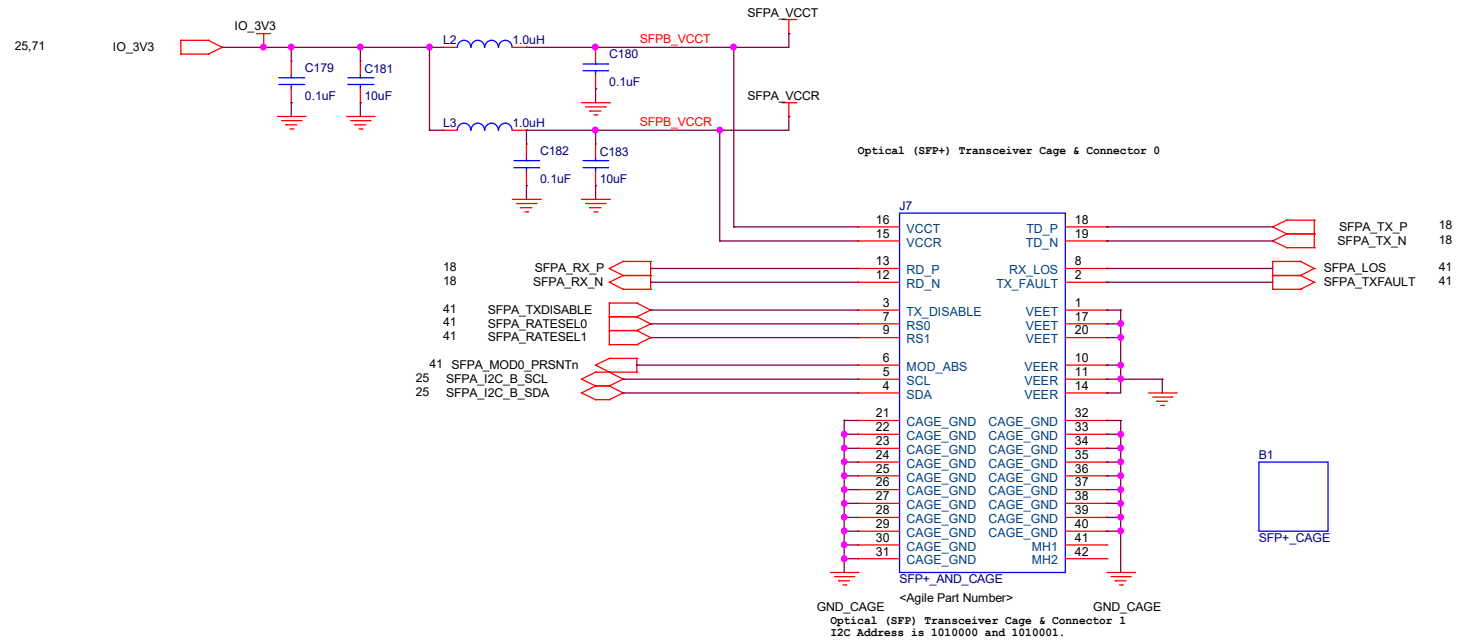 SFPA_VCCT
IO_3V3
25,71 IO_3V3
L2 1.0uH SFPB_VCCT
C179 0.1uF
C181 10uF
C180 0.1uF
SFPA_VCCR
L3 1.0uH SFPB_VCCR
C182 0.1uF
C183 10uF
Optical (SFP+) Transceiver Cage & Connector 0
J7
16 VCCT TD_P 18 SFPA_TX_P 18
15 VCCR TD_N 19 SFPA_TX_N 18
18 SFPA_RX_P 13 RD_P RX_LOS 8 SFPA_LOS 41
18 SFPA_RX_N 12 RD_N TX_FAULT 2 SFPA_TXFAULT 41
41 SFPA_TXDISABLE 3 TX_DISABLE VEET 1
41 SFPA_RATESEL0 7 RS0 VEET 17
41 SFPA_RATESEL1 9 RS1 VEET 20
41 SFPA_MOD0_PRSNTn 6 MOD_ABS VEER 10
25 SFPA_I2C_B_SCL 5 SCL VEER 11
25 SFPA_I2C_B_SDA 4 SDA VEER 14
21 CAGE_GND CAGE_GND 32
22 CAGE_GND CAGE_GND 33
23 CAGE_GND CAGE_GND 34
24 CAGE_GND CAGE_GND 35
25 CAGE_GND CAGE_GND 36
26 CAGE_GND CAGE_GND 37
27 CAGE_GND CAGE_GND 38
28 CAGE_GND CAGE_GND 39
29 CAGE_GND CAGE_GND 40
30 CAGE_GND MH1 41
31 CAGE_GND MH2 42
B1
SFP+_CAGE
SFP+_AND_CAGE
<Agile Part Number>
GND_CAGE GND_CAGE
Optical (SFP) Transceiver Cage & Connector 1
I2C Address is 1010000 and 1010001.